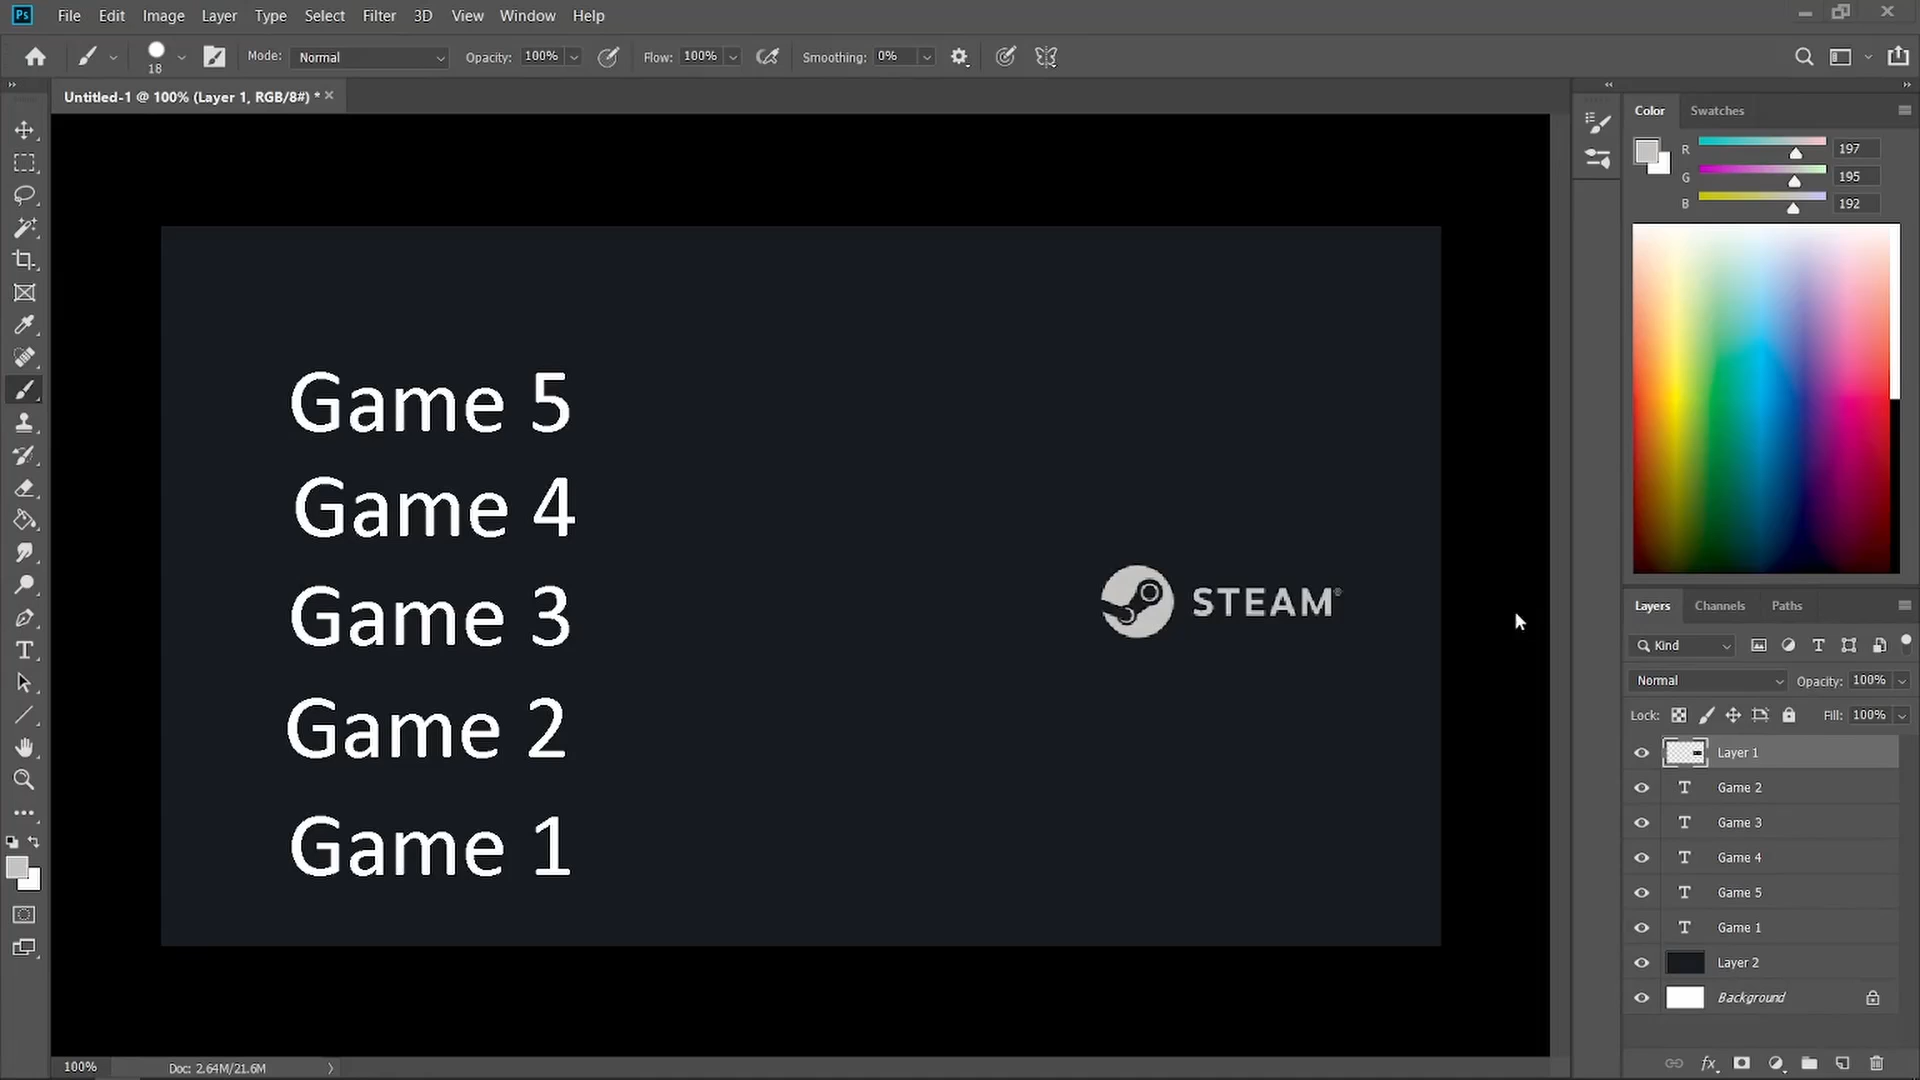 Ps File Edit Image Layer Type Select Filter 3D View Window Help
18 Mode: Normal Opacity: 100% Flow: 100% Smoothing: 0%
Untitled-1 @ 100% (Layer 1, RGB/8#) * ×
Color Swatches
R 197
G 195
B 192
Game 5
Game 4
Game 3
Game 2
Game 1
STEAM®
Layers Channels Paths
Kind
Normal Opacity: 100%
Lock: Fill: 100%
Layer 1
Game 2
Game 3
Game 4
Game 5
Game 1
Layer 2
Background
100% Doc: 2.64M/21.6M
fx